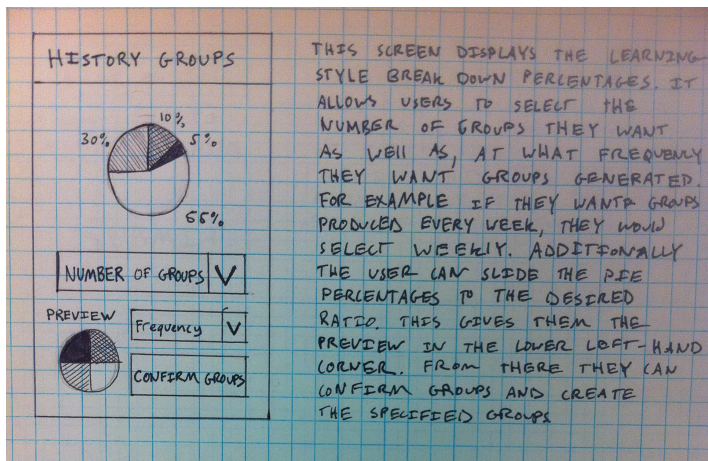 HISTORY GROUPS
10%
30%
5%
55%
NUMBER OF GROUPS V
PREVIEW
Frequency V
CONFIRM GROUPS
THIS SCREEN DISPLAYS THE LEARNING
STYLE BREAK DOWN PERCENTAGES. IT
ALLOWS USERS TO SELECT THE
NUMBER OF GROUPS THEY WANT
AS WELL AS, AT WHAT FREQUENCY
THEY WANT GROUPS GENERATED.
FOR EXAMPLE IF THEY WANTA GROUPS
PRODUCED EVERY WEEK, THEY WOULD
SELECT WEEKLY. ADDITIONALLY
THE USER CAN SLIDE THE PIE
PERCENTAGES TO THE DESIRED
RATIO. THIS GIVES THEM THE
PREVIEW IN THE LOWER LEFT-HAND
CORNER. FROM THERE THEY CAN
CONFIRM GROUPS AND CREATE
THE SPECIFIED GROUPS